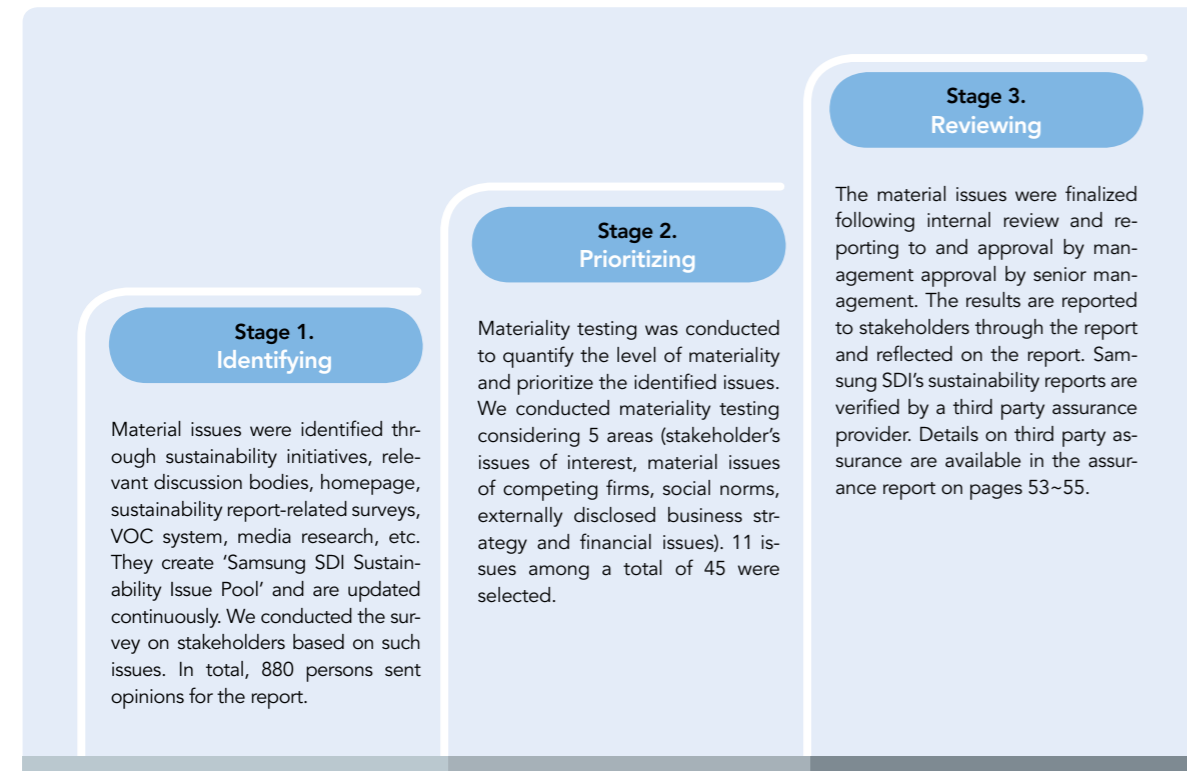 Stage 1.
Identifying
Material issues were identified thr-
ough sustainability initiatives, rele-
vant discussion bodies, homepage,
sustainability report-related surveys,
VOC system, media research, etc.
They create ‘Samsung SDI Sustain-
ability Issue Pool’ and are updated
continuously. We conducted the sur-
vey on stakeholders based on such
issues. In total, 880 persons sent
opinions for the report.
Stage 2.
Prioritizing
Materiality testing was conducted
to quantify the level of materiality
and prioritize the identified issues.
We conducted materiality testing
considering 5 areas (stakeholder’s
issues of interest, material issues
of competing firms, social norms,
externally disclosed business str-
ategy and financial issues). 11 is-
sues among a total of 45 were
selected.
Stage 3.
Reviewing
The material issues were finalized
following internal review and re-
porting to and approval by man-
agement approval by senior man-
agement. The results are reported
to stakeholders through the report
and reflected on the report. Sam-
sung SDI’s sustainability reports are
verified by a third party assurance
provider. Details on third party as-
surance are available in the assur-
ance report on pages 53~55.